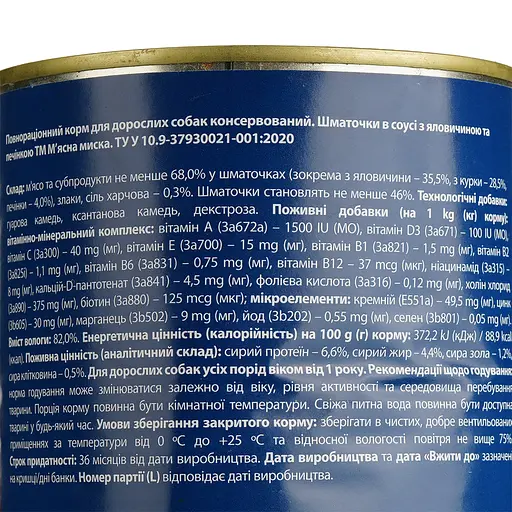 Повнораціонний корм для дорослих собак консервований. Шматочки в соусі з яловичиною та
печінкою ТМ М'ясна миска. ТУ У 10.9-37930021-001:2020
Склад: м'ясо та субпродукти не менше 68,0% у шматочках (зокрема з яловичини – 35,5%, з курки – 28,5%,
печінки – 4,0%), злаки, сіль харчова – 0,3%. Шматочки становлять не менше 46%. Технологічні добавки:
гуарова камедь, ксантанова камедь, декстроза. Поживні добавки (на 1 кг (kg) корму):
вітамінно-мінеральний комплекс: вітамін А (3a672a) – 1500 IU (МО), вітамін D3 (3a671) – 100 IU (МО),
вітамін С (3a300) – 40 mg (мг), вітамін Е (3a700) – 15 mg (мг), вітамін В1 (3a821) – 1,5 mg (мг), вітамін В2
(3a825) – 1,1 mg (мг), вітамін В6 (3a831) – 0,75 mg (мг), вітамін В12 – 37 mcg (мкг), ніацинамід (3a315) –
8 mg (мг), кальцій-D-пантотенат (3a841) – 4,5 mg (мг), фолієва кислота (3a316) – 0,12 mg (мг), холін хлорид
(3a890) – 375 mg (мг), біотин (3a880) – 125 mcg (мкг); мікроелементи: кремній (E551a) – 49,5 mg (мг), цинк
(3b605) – 30 mg (мг), марганець (3b502) – 9 mg (мг), йод (3b202) – 0,55 mg (мг), селен (3b801) – 0,05 mg (мг).
Вміст вологи: 82,0%. Енергетична цінність (калорійність) на 100 g (г) корму: 372,2 kJ (кДж) / 88,9 kcal
(ккал). Поживна цінність (аналітичний склад): сирий протеїн – 6,6%, сирий жир – 4,4%, сира зола – 1,2%,
сира клітковина – 0,5%. Для дорослих собак усіх порід віком від 1 року. Рекомендації щодо годування:
норма годування може змінюватися залежно від віку, рівня активності та середовища перебування
тварини. Порція корму повинна бути кімнатної температури. Свіжа питна вода повинна бути доступна
тварині у будь-який час. Умови зберігання закритого корму: зберігати в чистих, добре вентильованих
приміщеннях за температури від 0 ºС до +25 ºС та відносної вологості повітря не вище 75%.
Строк придатності: 36 місяців від дати виробництва. Дата виробництва та дата «Вжити до» зазначені
на кришці/дні банки. Номер партії (L) відповідає даті виробництва.